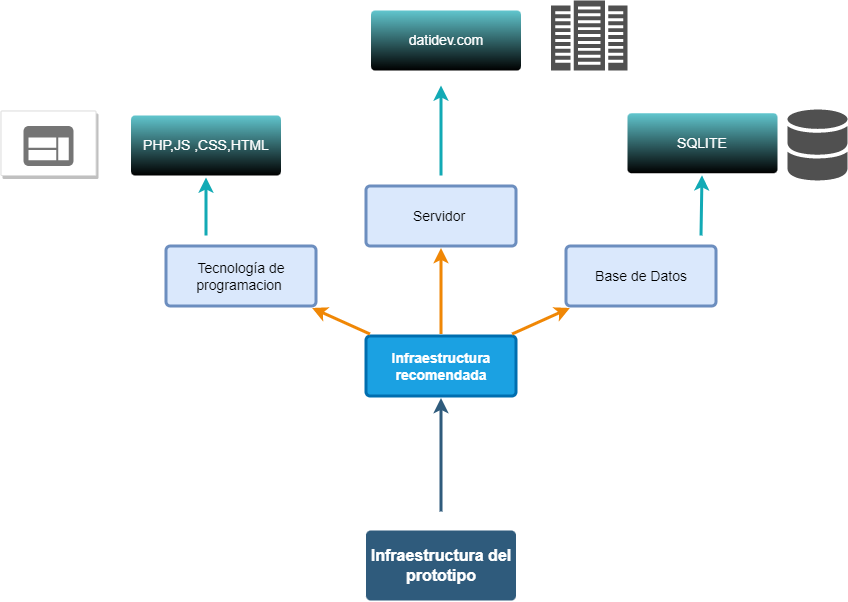 datidev.com
PHP,JS ,CSS,HTML
SQLITE
Servidor
Tecnología de
programacion
Base de Datos
Infraestructura
recomendada
Infraestructura del
prototipo